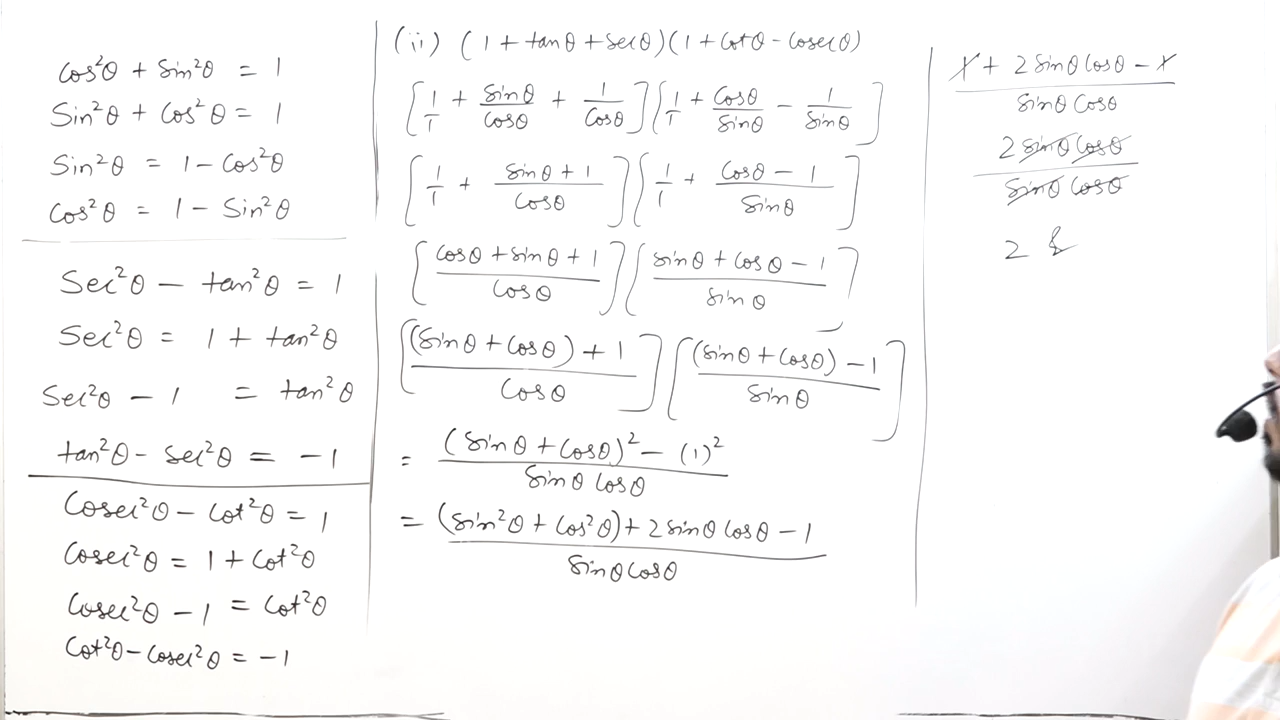 cos²θ + Sin²θ = 1
Sin²θ + Cos²θ = 1
Sin²θ = 1 - Cos²θ
Cos²θ = 1 - Sin²θ
Sec²θ - tan²θ = 1
Sec²θ = 1 + tan²θ
Sec²θ - 1 = tan²θ
tan²θ - Sec²θ = -1
Cosec²θ - Cot²θ = 1
Cosec²θ = 1 + Cot²θ
Cosec²θ - 1 = Cot²θ
Cot²θ - Cosec²θ = -1
(ii) (1 + tanθ + secθ)(1 + Cotθ - Cosecθ)
[1/1 + Sinθ/Cosθ + 1/Cosθ][1/1 + Cosθ/Sinθ - 1/Sinθ]
[1/1 + (Sinθ + 1)/Cosθ][1/1 + (Cosθ - 1)/Sinθ]
[(Cosθ + Sinθ + 1)/Cosθ][(Sinθ + Cosθ - 1)/Sinθ]
[((Sinθ + Cosθ) + 1)/Cosθ][((Sinθ + Cosθ) - 1)/Sinθ]
= ((Sinθ + Cosθ)² - (1)²)/(Sinθ Cosθ)
= ((Sin²θ + Cos²θ) + 2 Sinθ Cosθ - 1)/(Sinθ Cosθ)
(1 + 2 Sinθ Cosθ - 1)/(Sinθ Cosθ)
(2 Sinθ Cosθ)/(Sinθ Cosθ)
2